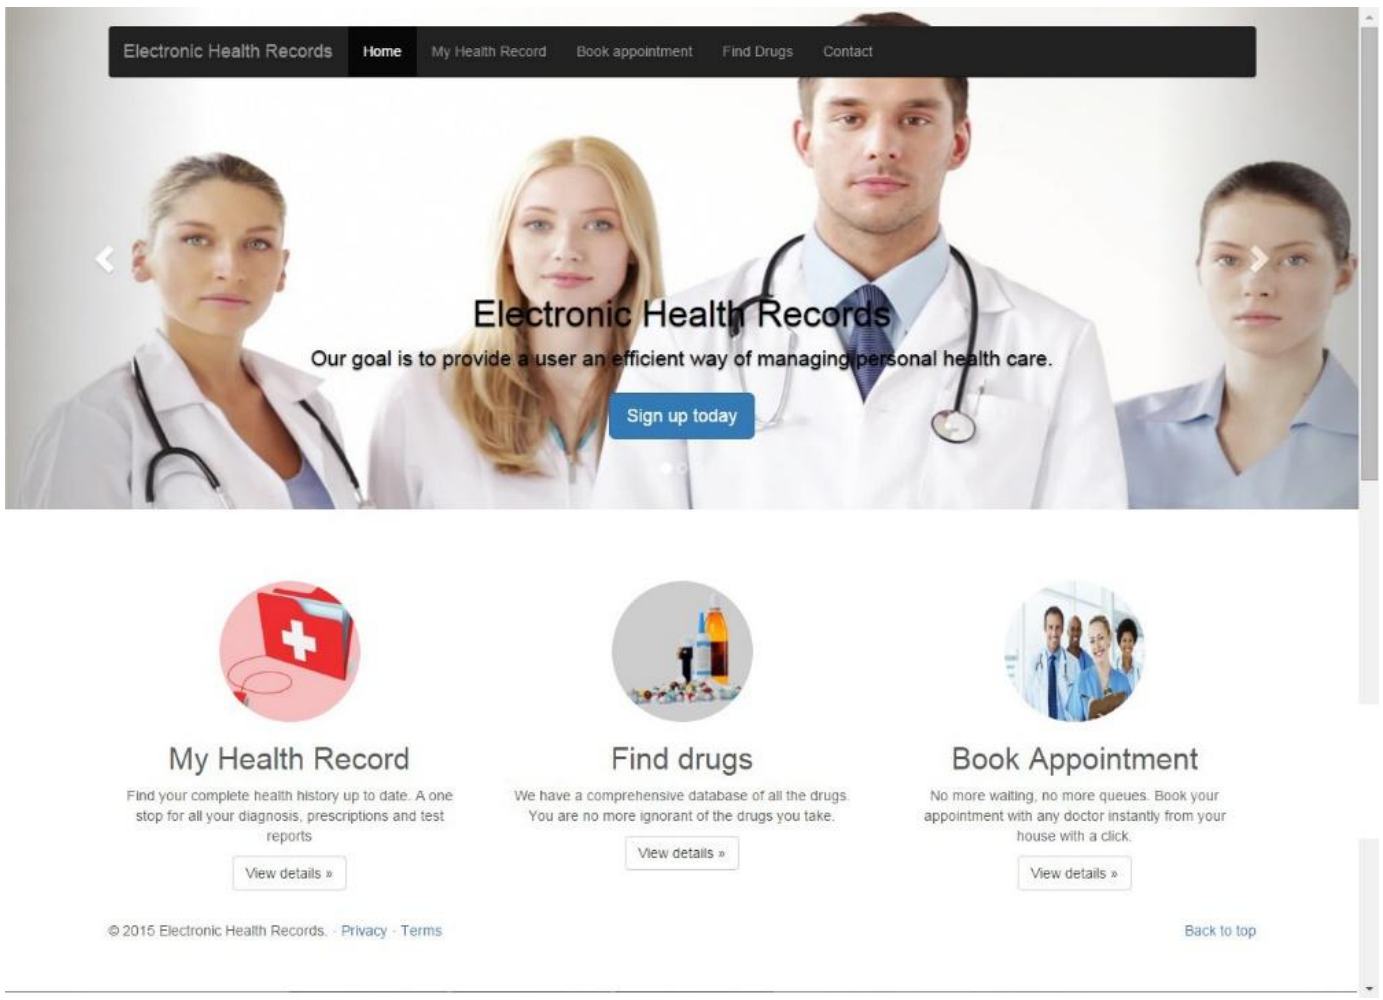 Electronic Health Records Home My Health Record Book appointment Find Drugs Contact
Electronic Health Records
Our goal is to provide a user an efficient way of managing personal health care.
Sign up today
My Health Record
Find your complete health history up to date. A one
stop for all your diagnosis, prescriptions and test
reports
View details »
Find drugs
We have a comprehensive database of all the drugs.
You are no more ignorant of the drugs you take.
View details »
Book Appointment
No more waiting, no more queues. Book your
appointment with any doctor instantly from your
house with a click.
View details »
© 2015 Electronic Health Records. · Privacy · Terms
Back to top